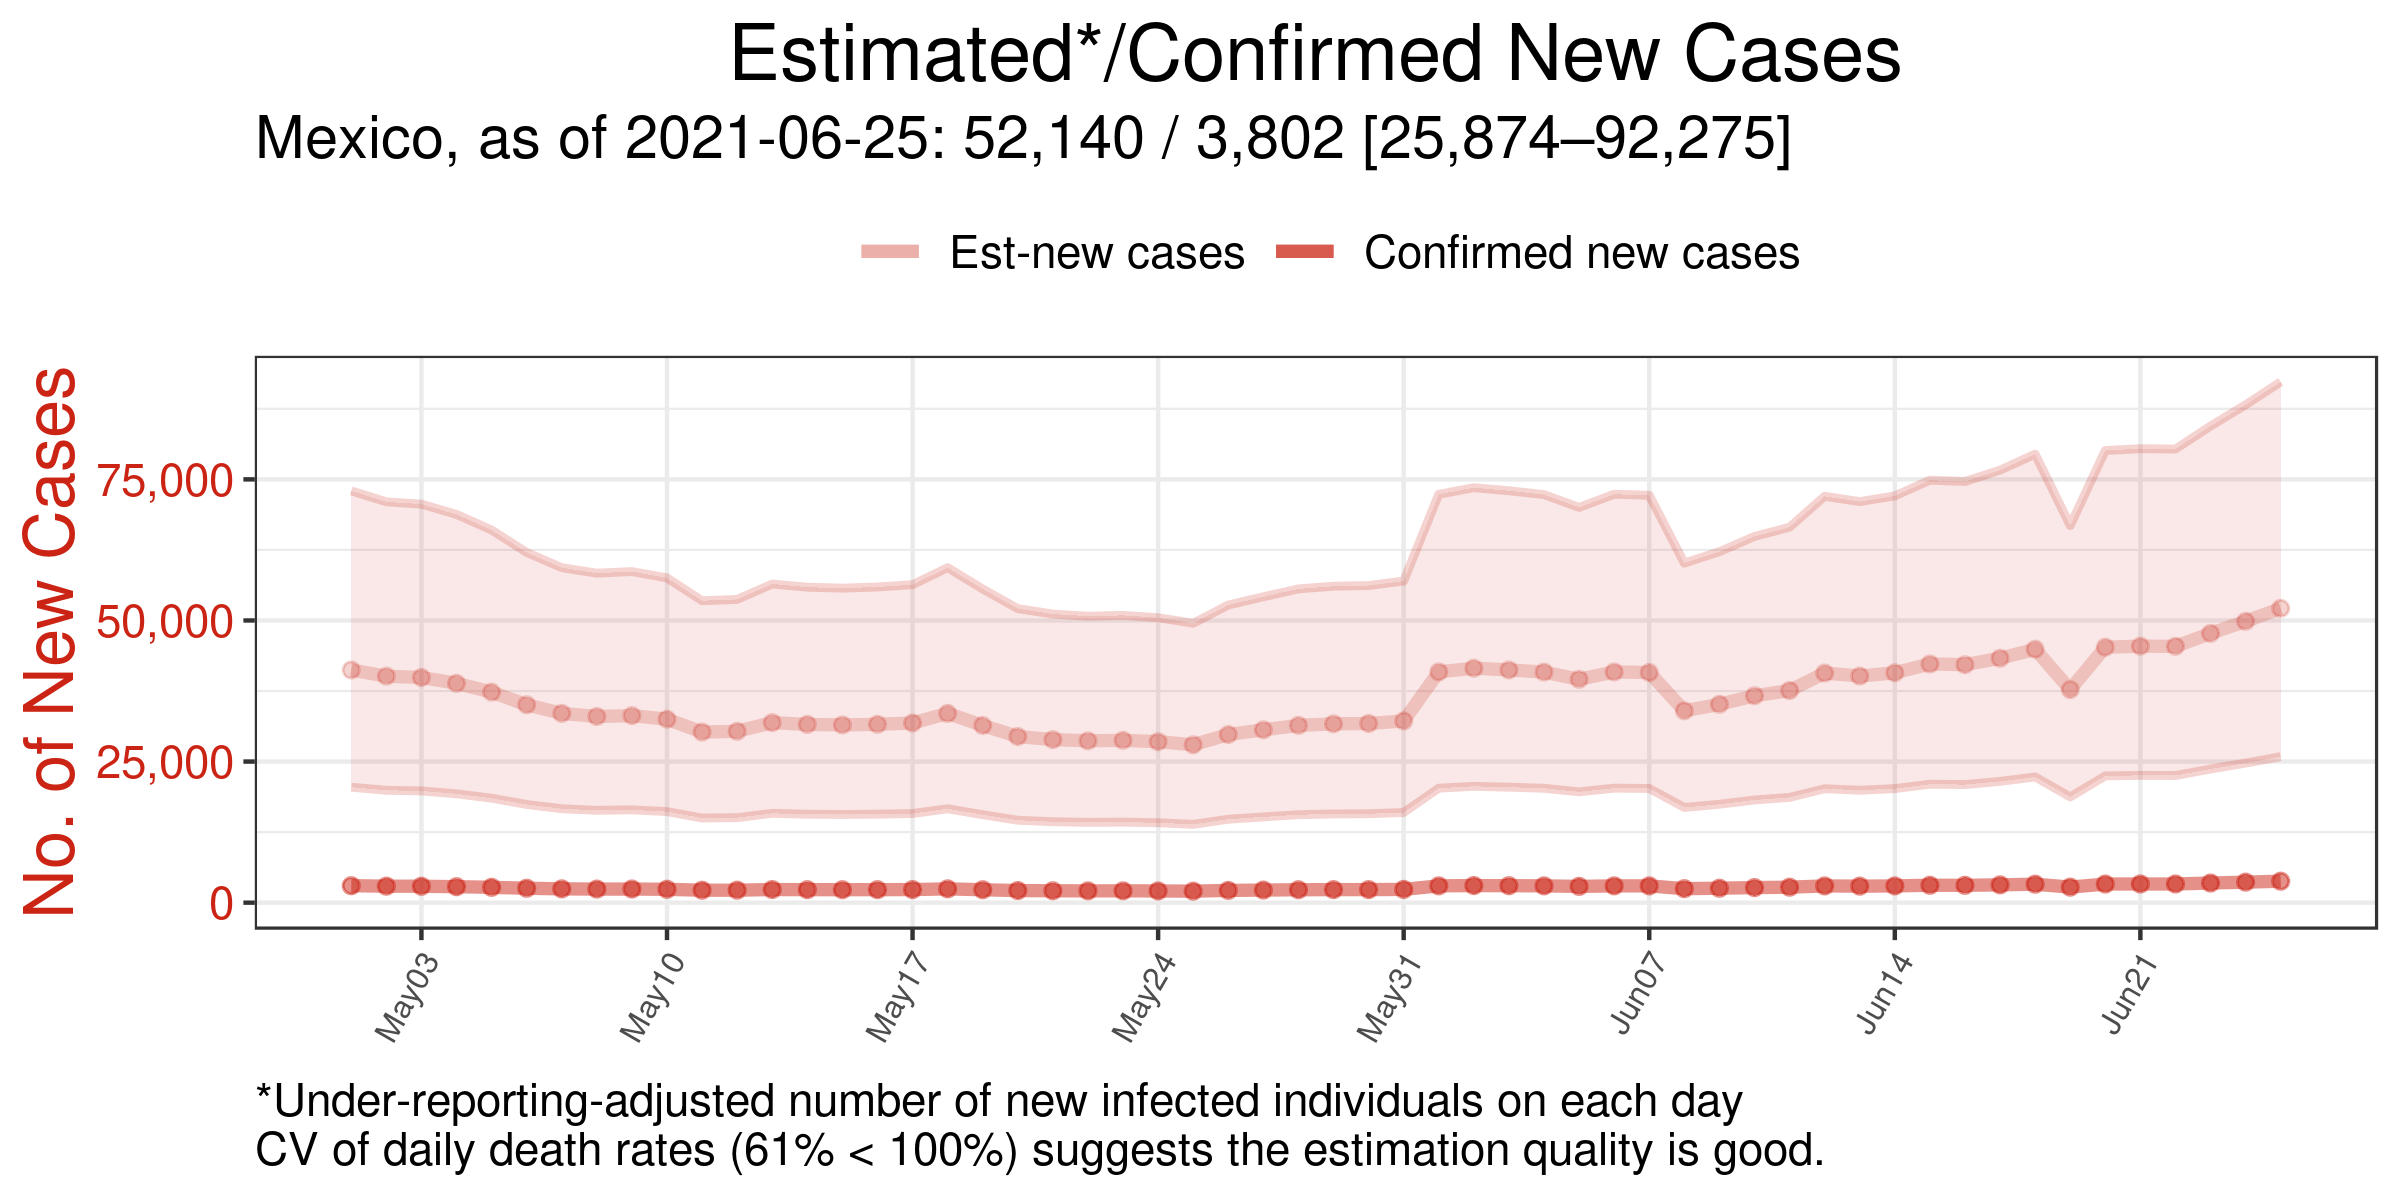 Estimated*/Confirmed New Cases
Mexico, as of 2021-06-25: 52,140 / 3,802 [25,874–92,275]
Est-new cases
Confirmed new cases
No. of New Cases
75,000
50,000
25,000
0
May03
May10
May17
May24
May31
Jun07
Jun14
Jun21
*Under-reporting-adjusted number of new infected individuals on each day
CV of daily death rates (61% < 100%) suggests the estimation quality is good.